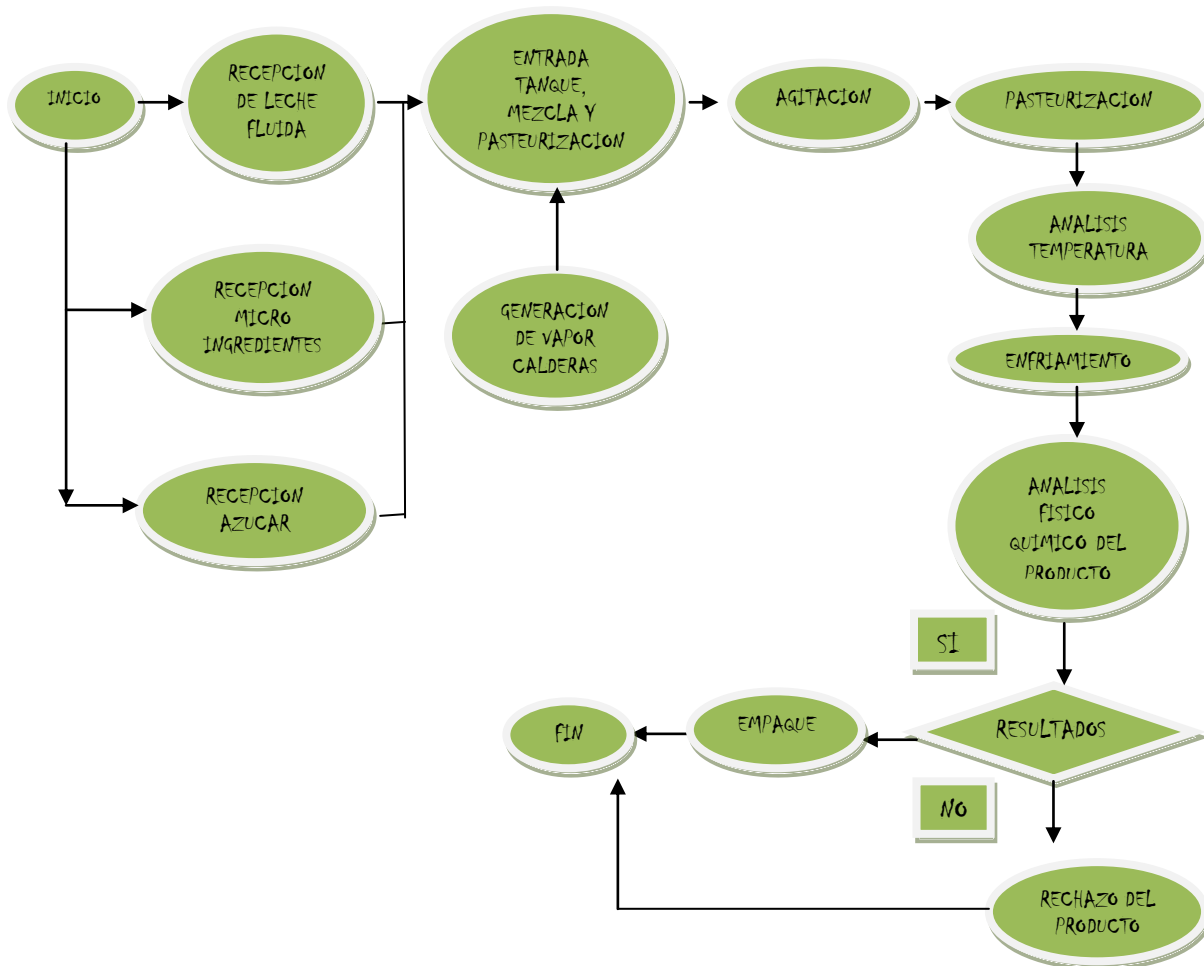 INICIO
RECEPCION
DE LECHE
FLUIDA
ENTRADA
TANQUE,
MEZCLA Y
PASTEURIZACION
AGITACION
PASTEURIZACION
ANALISIS
TEMPERATURA
RECEPCION
MICRO
INGREDIENTES
GENERACION
DE VAPOR
CALDERAS
ENFRIAMIENTO
RECEPCION
AZUCAR
ANALISIS
FISICO
QUIMICO DEL
PRODUCTO
SI
RESULTADOS
EMPAQUE
FIN
NO
RECHAZO DEL
PRODUCTO